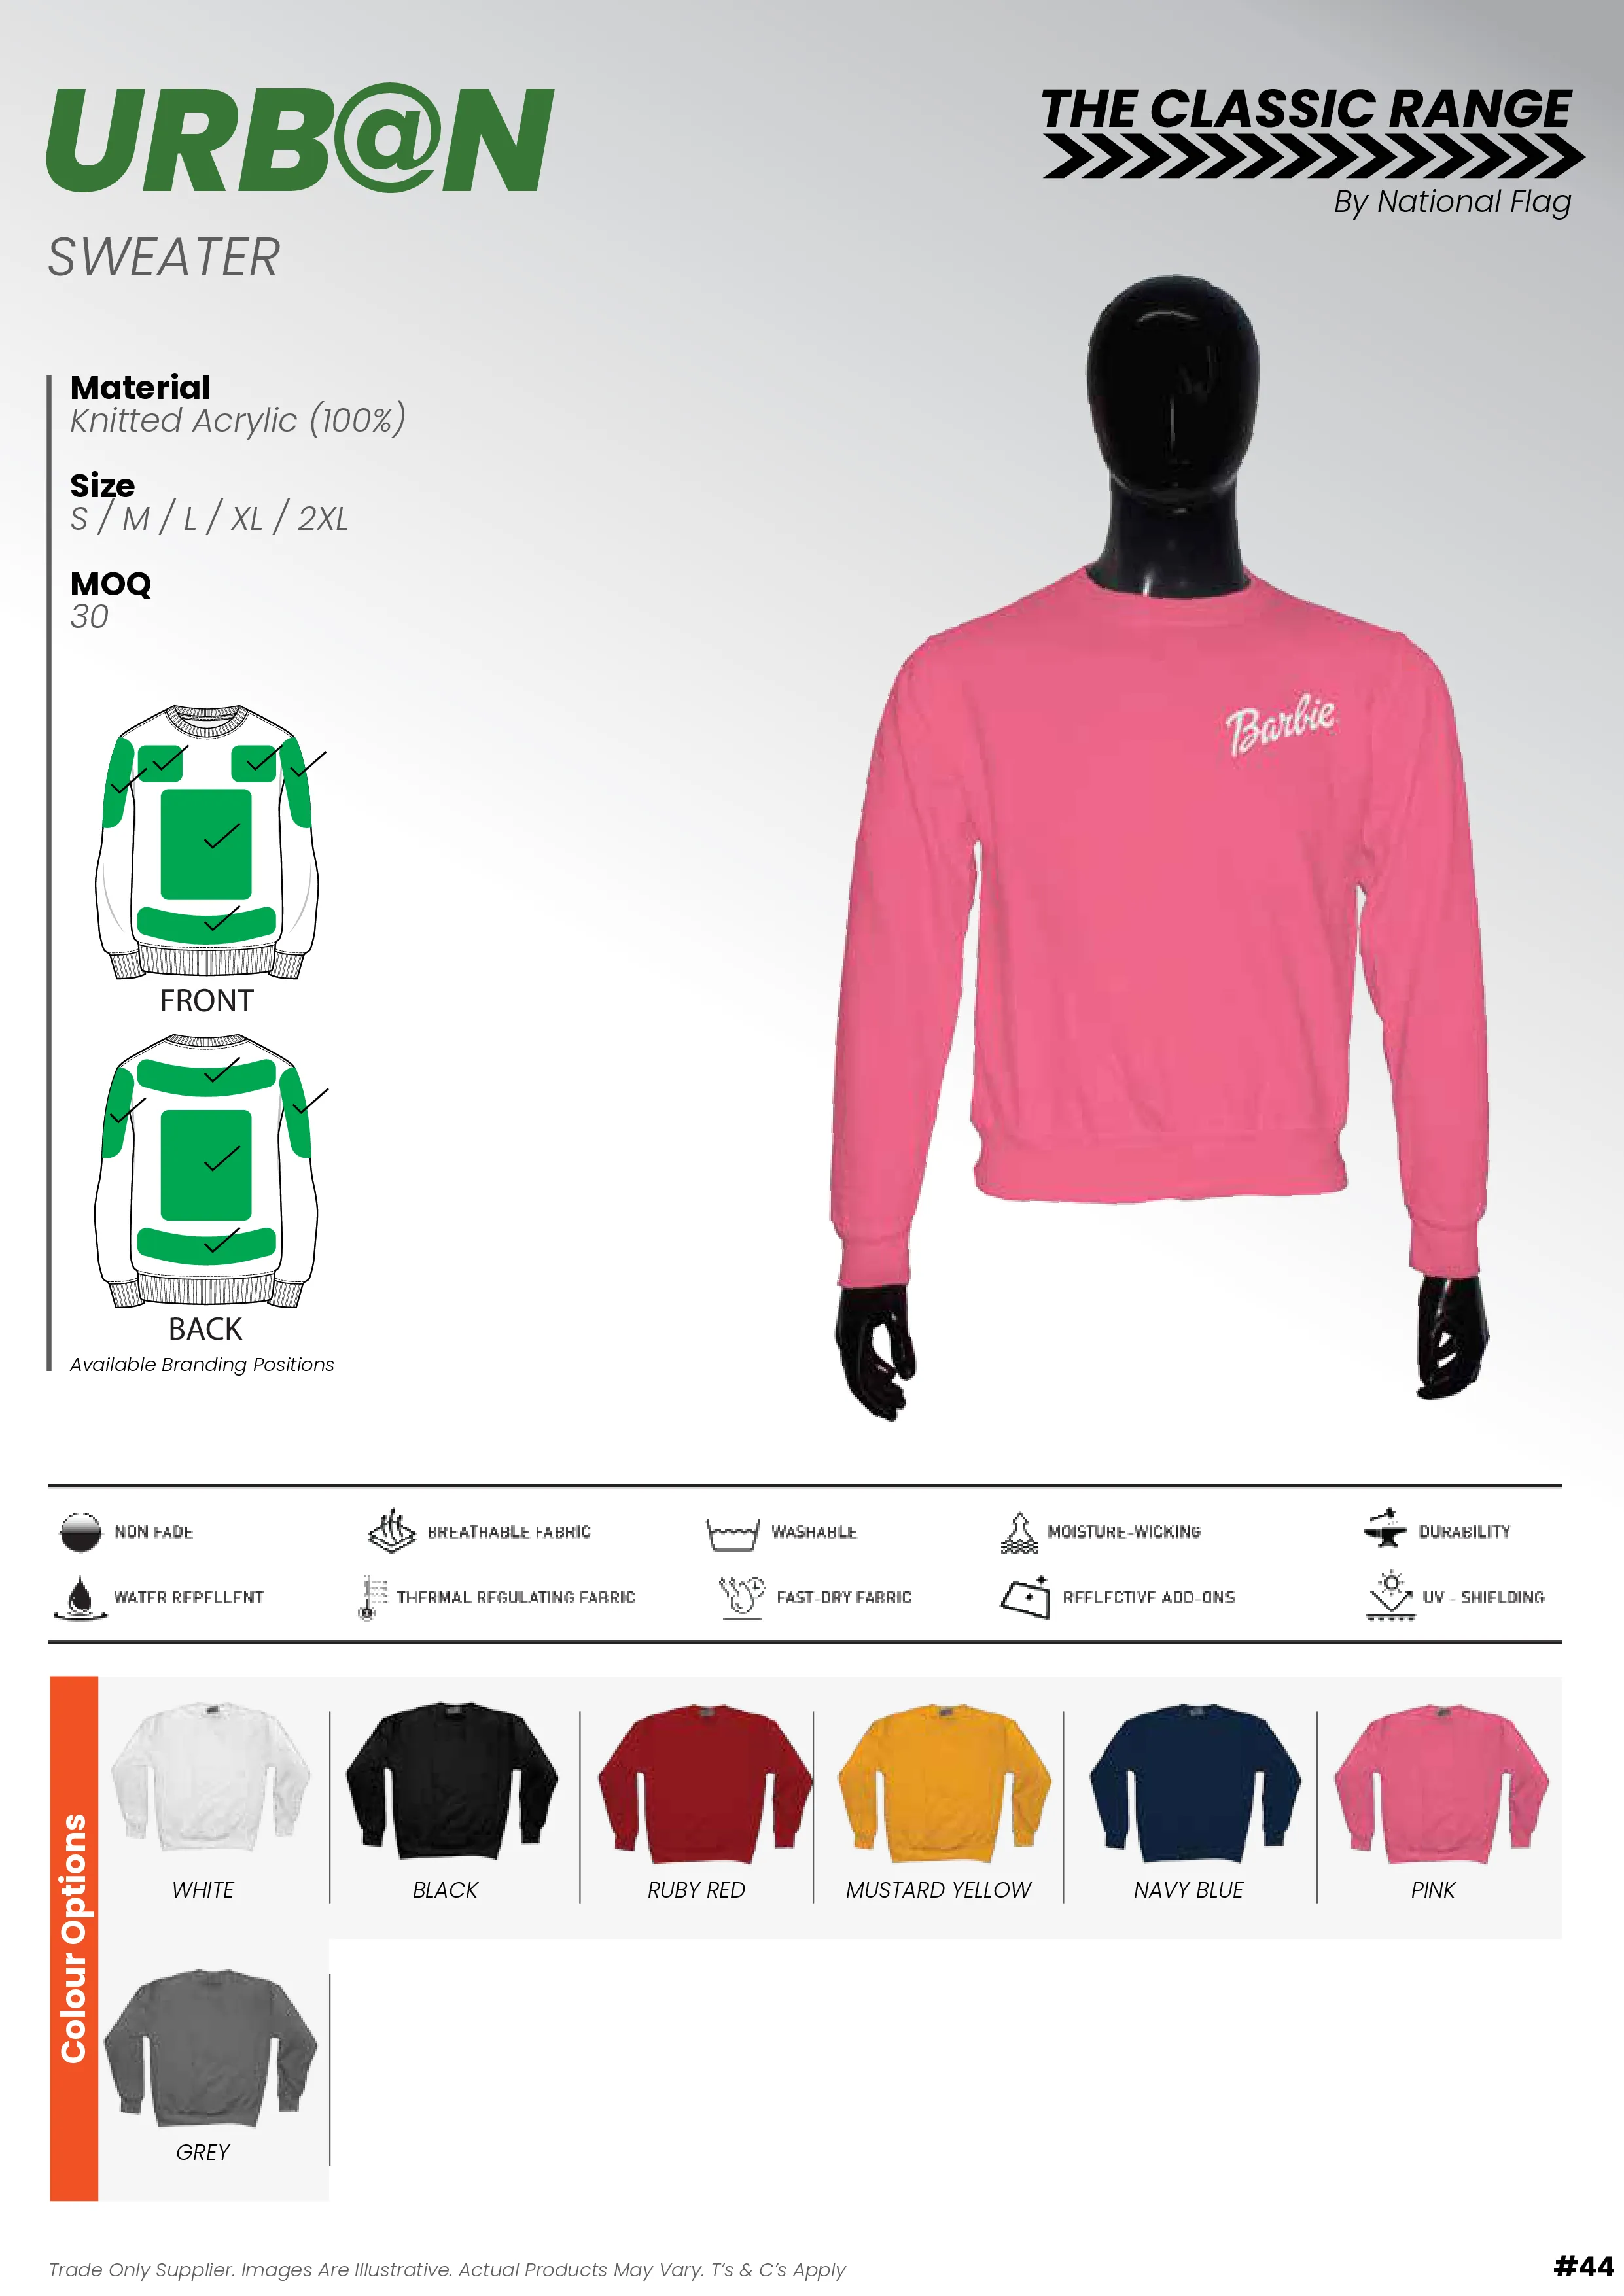 URB@N
THE CLASSIC RANGE
By National Flag
SWEATER
Material
Knitted Acrylic (100%)
Size
S / M / L / XL / 2XL
MOQ
30
Barbie
FRONT
BACK
Available Branding Positions
NON FADE
BREATHABLE FABRIC
WASHABLE
MOISTURE-WICKING
DURABILITY
WATER REPELLENT
THERMAL REGULATING FABRIC
FAST-DRY FABRIC
REFLECTIVE ADD-ONS
UV - SHIELDING
Colour Options
WHITE
BLACK
RUBY RED
MUSTARD YELLOW
NAVY BLUE
PINK
GREY
Trade Only Supplier. Images Are Illustrative. Actual Products May Vary. T's & C's Apply
#44